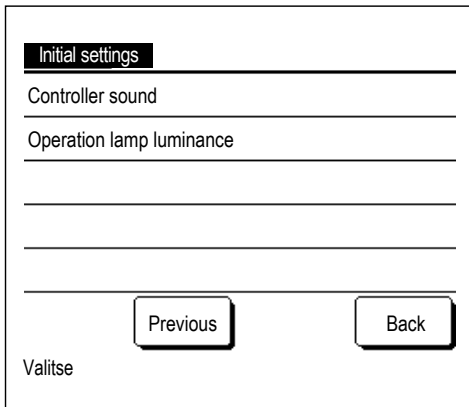 Initial settings
Controller sound
Operation lamp luminance
Previous
Back
Valitse